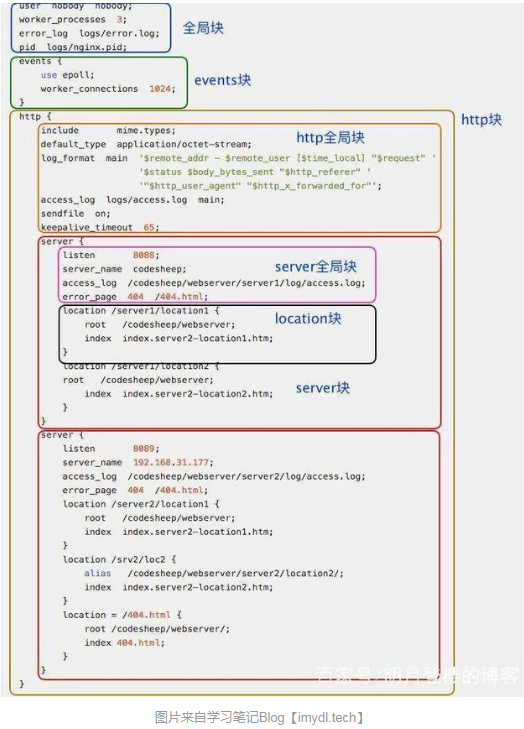 user  nobody  nobody;
worker_processes  3;
error_log  logs/error.log;
pid  logs/nginx.pid;
全局块
events {
use epoll;
worker_connections  1024;
}
events块
http {
http块
include       mime.types;
default_type  application/octet-stream;
http全局块
log_format  main  '$remote_addr - $remote_user [$time_local] "$request" '
'$status $body_bytes_sent "$http_referer" '
'"$http_user_agent" "$http_x_forwarded_for"';
access_log  logs/access.log  main;
sendfile  on;
keepalive_timeout  65;
server {
listen       8088;
server_name  codesheep;
server全局块
access_log  /codesheep/webserver/server1/log/access.log;
error_page  404  /404.html;
location /server1/location1 {
root   /codesheep/webserver;
index  index.server2-location1.htm;
}
location块
location /server1/location2 {
root   /codesheep/webserver;
index  index.server2-location2.htm;
}
server块
}
server {
listen       8089;
server_name  192.168.31.177;
access_log  /codesheep/webserver/server2/log/access.log;
error_page  404  /404.html;
location /server2/location1 {
root   /codesheep/webserver;
index  index.server2-location1.htm;
}
location /srv2/loc2 {
alias   /codesheep/webserver/server2/location2/;
index  index.server2-location2.htm;
}
location = /404.html {
root /codesheep/webserver/;
index 404.html;
}
}
}
百家号/明月登楼的博客
图片来自学习笔记Blog【imydl.tech】